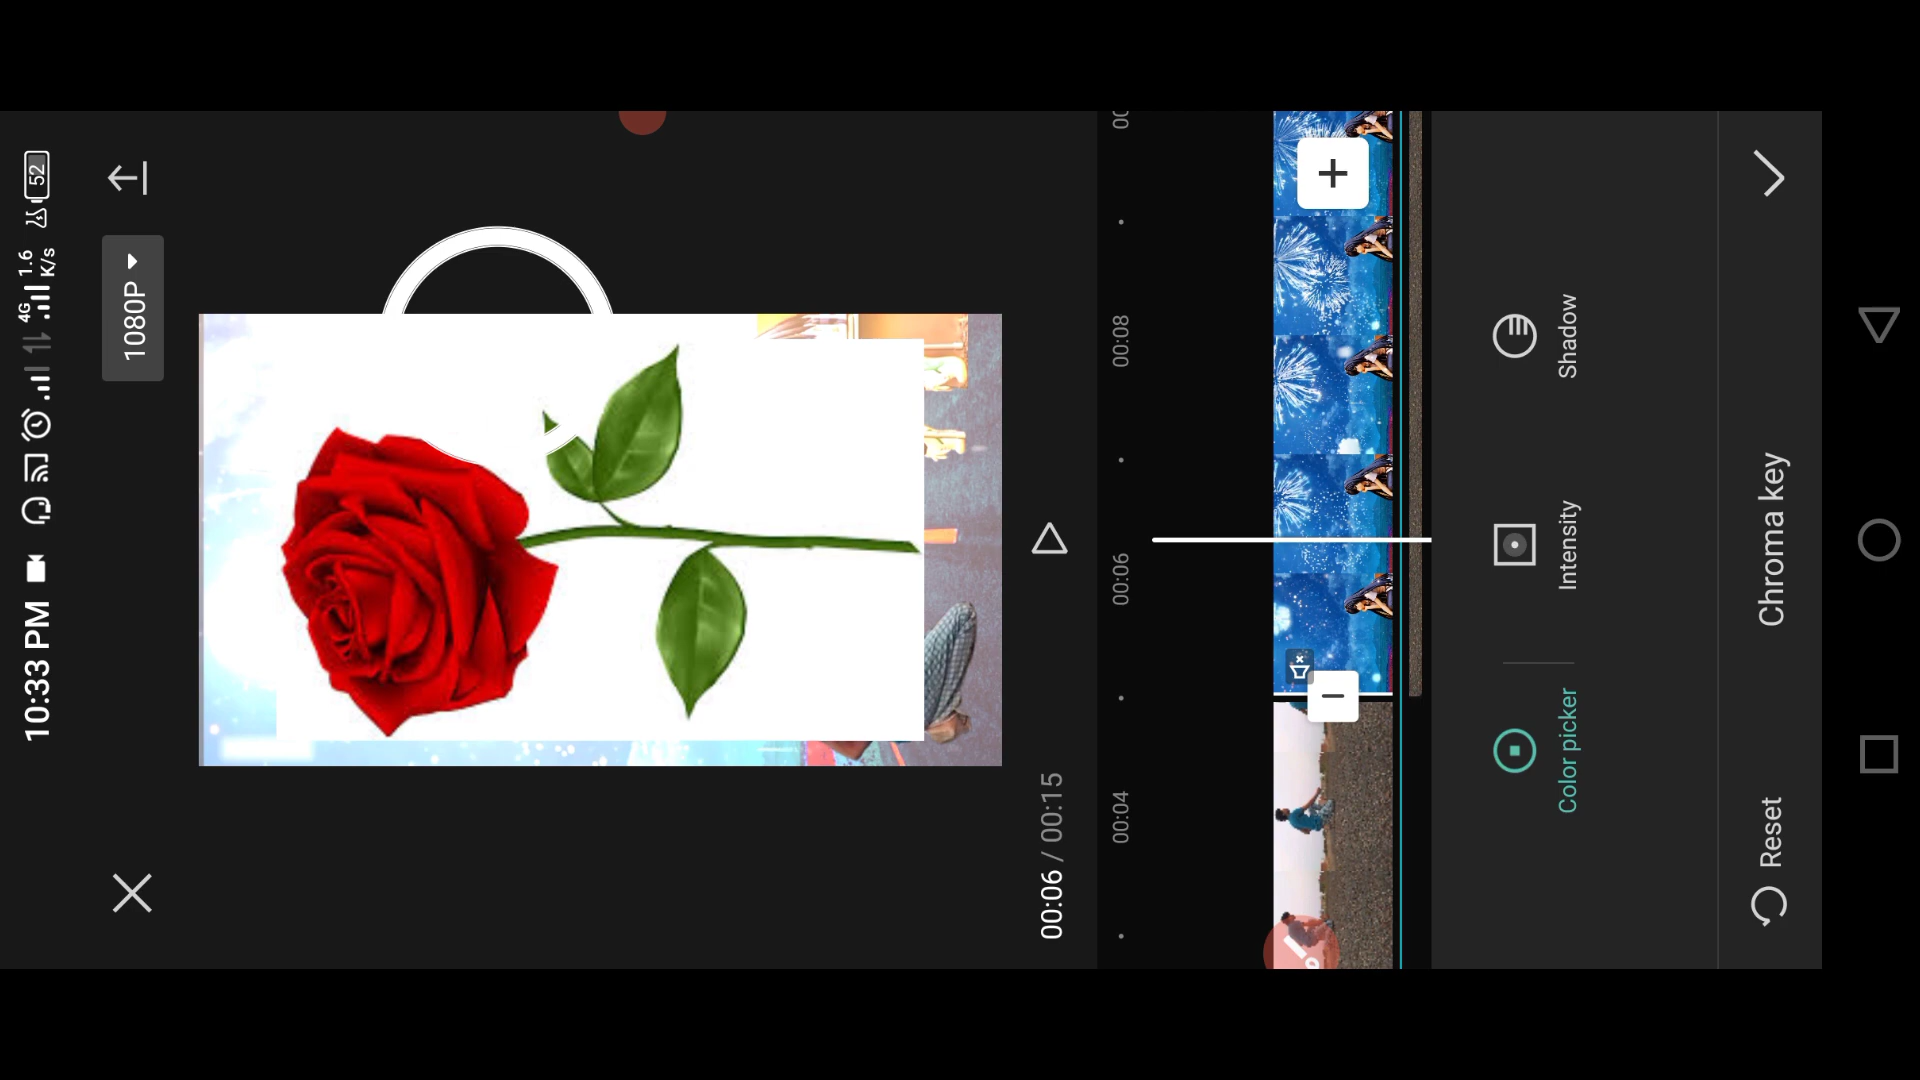 10:33 PM
4G
1.6
K/s
52
1080P
00:06 / 00:15
00:04
00:06
00:08
Color picker
Intensity
Shadow
Reset
Chroma key